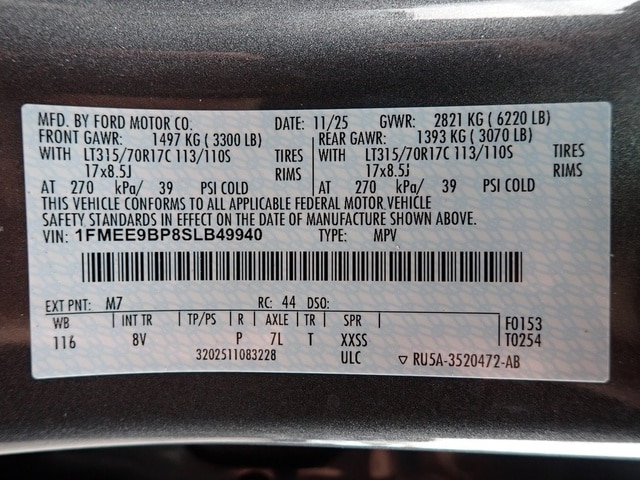 MFD. BY FORD MOTOR CO. DATE: 11/25 GVWR: 2821 KG ( 6220 LB)
FRONT GAWR: 1497 KG ( 3300 LB) REAR GAWR: 1393 KG ( 3070 LB)
WITH LT315/70R17C 113/110S TIRES WITH LT315/70R17C 113/110S TIRES
17x8.5J RIMS 17x8.5J RIMS
AT 270 kPa/ 39 PSI COLD AT 270 kPa/ 39 PSI COLD
THIS VEHICLE CONFORMS TO ALL APPLICABLE FEDERAL MOTOR VEHICLE
SAFETY STANDARDS IN EFFECT ON THE DATE OF MANUFACTURE SHOWN ABOVE.
VIN: 1FMEE9BP8SLB49940 TYPE: MPV
EXT PNT: M7 RC: 44 DSO:
WB INT TR TP/PS R AXLE TR SPR F0153
116 8V P 7L T XXSS T0254
3202511083228 ULC ▽ RU5A-3520472-AB